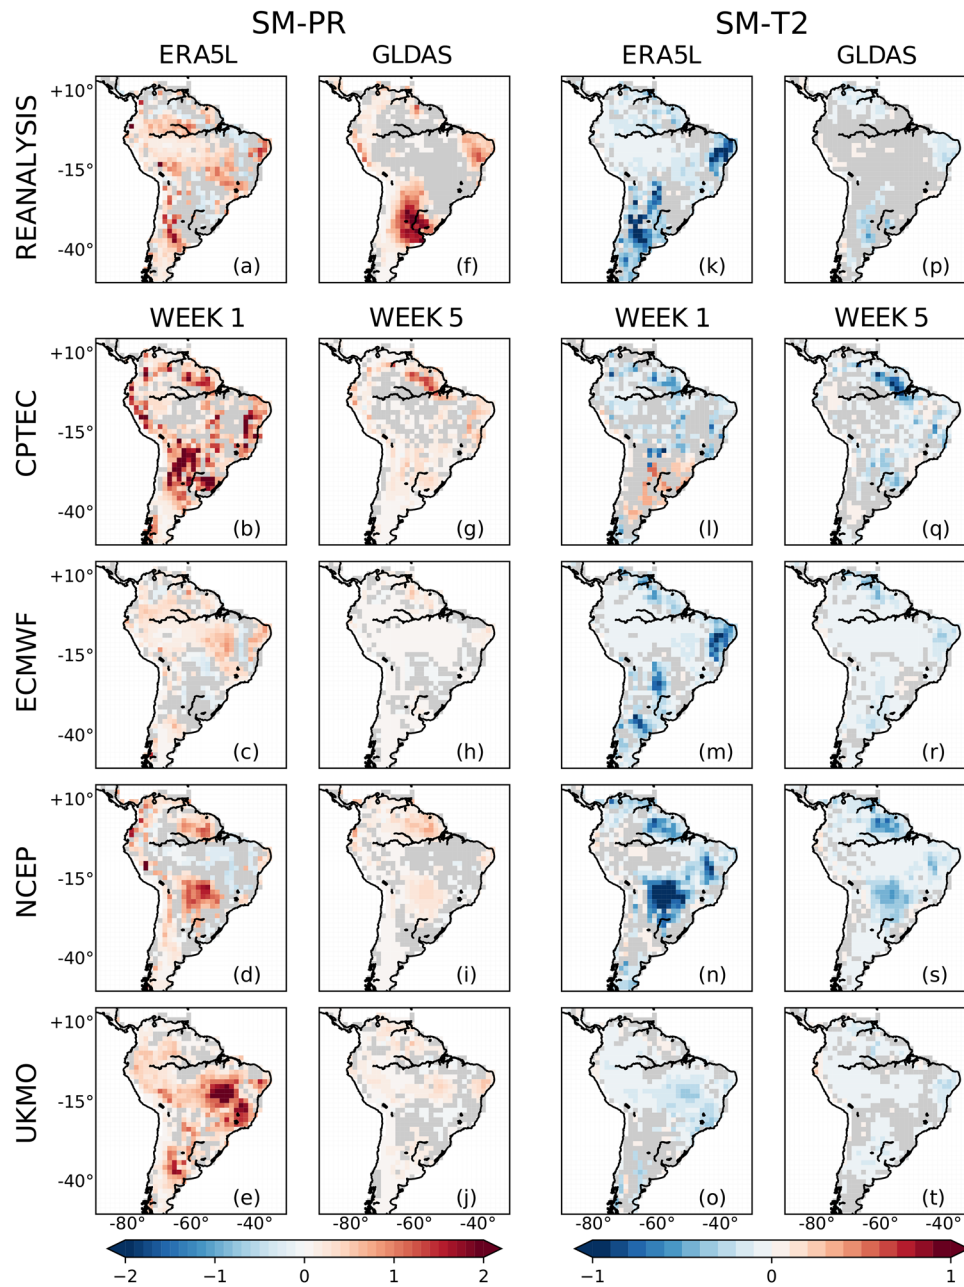 SM-PR SM-T2
ERA5L GLDAS ERA5L GLDAS
REANALYSIS
+10°
-15°
-40°
(a) (f) (k) (p)
WEEK 1 WEEK 5 WEEK 1 WEEK 5
CPTEC
+10°
-15°
-40°
(b) (g) (l) (q)
ECMWF
+10°
-15°
-40°
(c) (h) (m) (r)
NCEP
+10°
-15°
-40°
(d) (i) (n) (s)
UKMO
+10°
-15°
-40°
(e) (j) (o) (t)
-80° -60° -40° -80° -60° -40° -80° -60° -40° -80° -60° -40°
−2 −1 0 1 2 −1 0 1